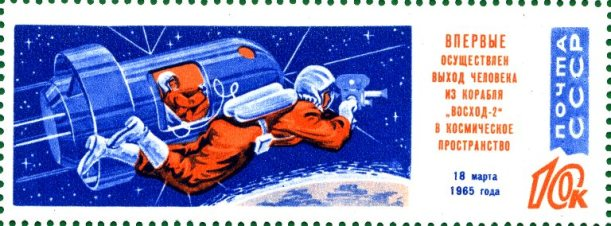 ВПЕРВЫЕ
ОСУЩЕСТВЛЕН
ВЫХОД ЧЕЛОВЕКА
ИЗ КОРАБЛЯ
„ВОСХОД-2“
В КОСМИЧЕСКОЕ
ПРОСТРАНСТВО
18 марта
1965 года
ПОЧТА
СССР
10к